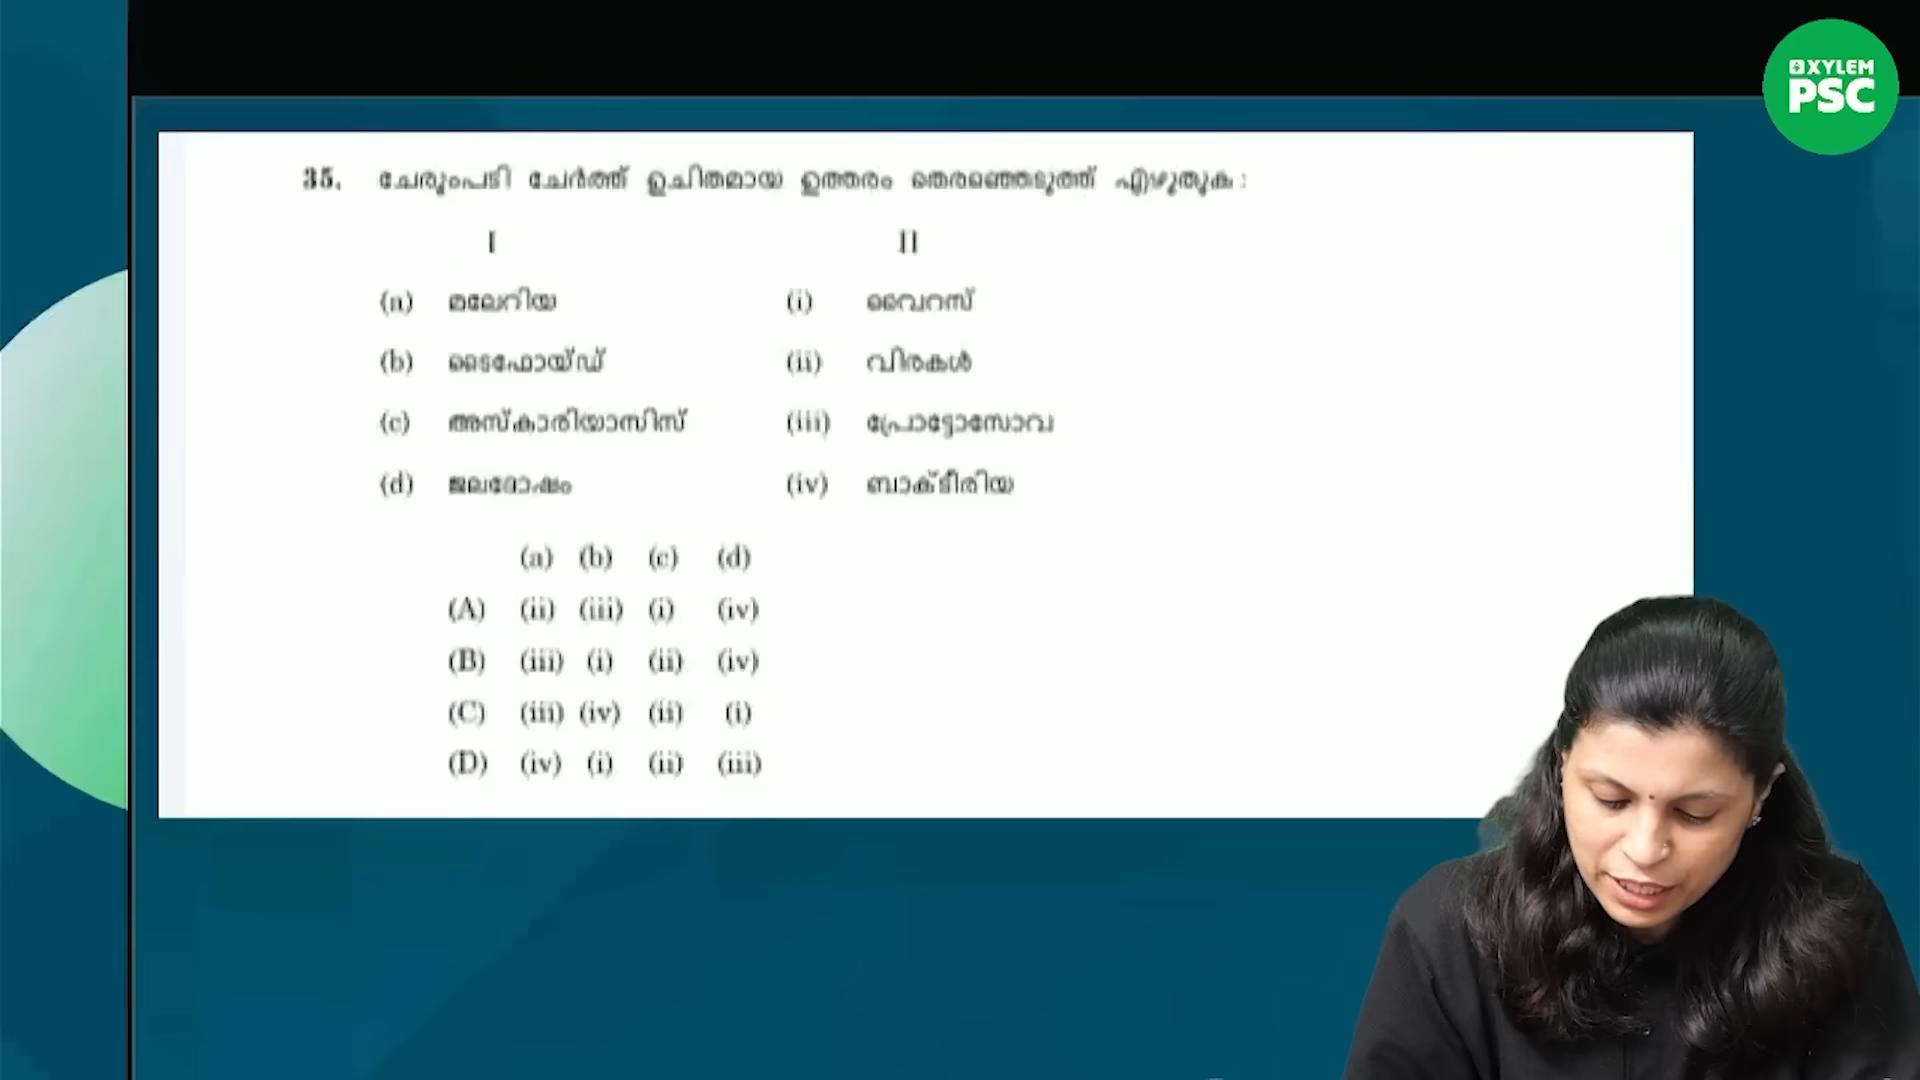 XYLEM
PSC
35. ചേരുംപടി ചേർത്ത് ഉചിതമായ ഉത്തരം തെരഞ്ഞെടുത്ത് എഴുതുക :
I II
(a) മലേറിയ (i) വൈറസ്
(b) ടൈഫോയ്ഡ് (ii) വിരകൾ
(c) അസ്കാരിയാസിസ് (iii) പ്രോട്ടോസോവ
(d) ജലദോഷം (iv) ബാക്ടീരിയ
(a) (b) (c) (d)
(A) (ii) (iii) (i) (iv)
(B) (iii) (i) (ii) (iv)
(C) (iii) (iv) (ii) (i)
(D) (iv) (i) (ii) (iii)